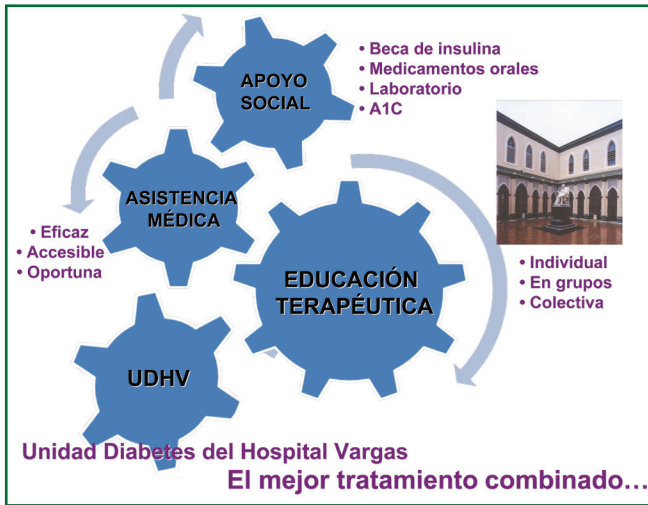 APOYO
SOCIAL
• Beca de insulina
• Medicamentos orales
• Laboratorio
• A1C
ASISTENCIA
MÉDICA
• Eficaz
• Accesible
• Oportuna
EDUCACIÓN
TERAPÉUTICA
• Individual
• En grupos
• Colectiva
UDHV
Unidad Diabetes del Hospital Vargas
El mejor tratamiento combinado…